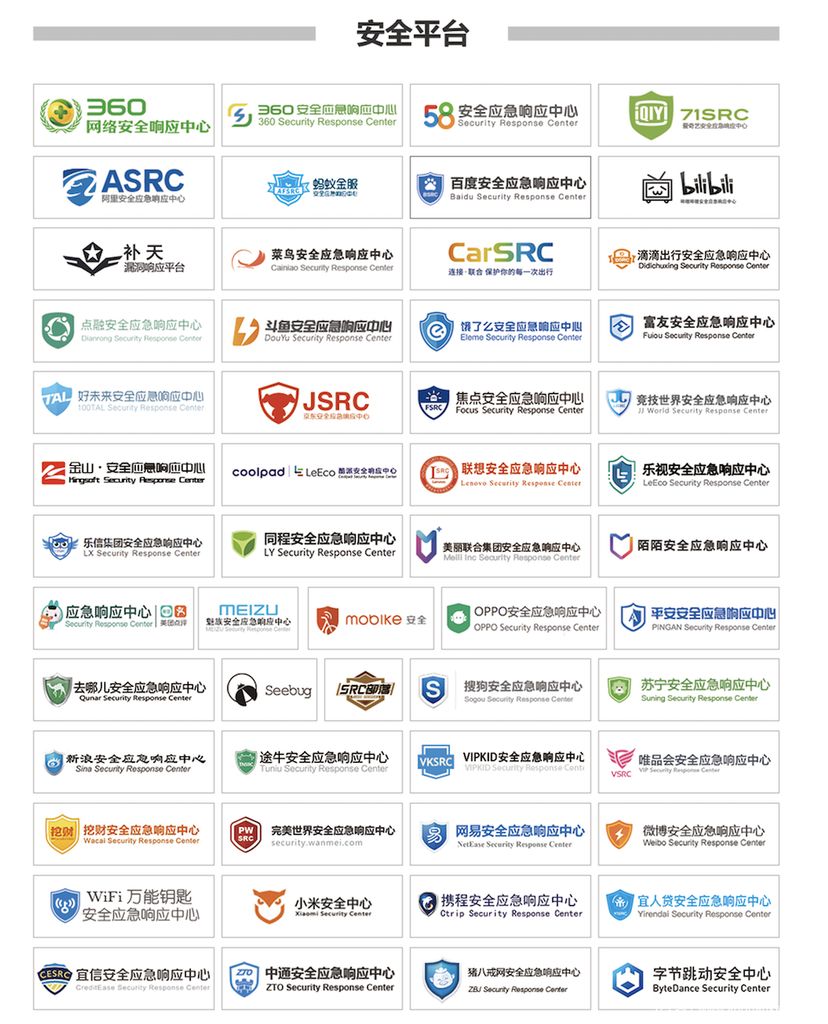 安全平台
360
网络安全响应中心
360 安全应急响应中心
360 Security Response Center
58 安全应急响应中心
Security Response Center
iQIYI 71SRC
爱奇艺安全应急响应中心
ASRC
阿里安全应急响应中心
AFSRC 蚂蚁金服
安全应急响应中心
BSRC 百度安全应急响应中心
Baidu Security Response Center
bilibili
哔哩哔哩安全应急响应中心
补天
漏洞响应平台
菜鸟安全应急响应中心
Cainiao Security Response Center
CarSRC
连接·联合 保护你的每一次出行
DSRC 滴滴出行安全应急响应中心
Didichuxing Security Response Center
点融安全应急响应中心
Dianrong Security Response Center
斗鱼安全应急响应中心
DouYu Security Response Center
饿了么安全应急响应中心
Eleme Security Response Center
富友安全应急响应中心
Fuiou Security Response Center
TAL 好未来安全应急响应中心
100TAL Security Response Center
JSRC
京东安全应急响应中心
FSRC 焦点安全应急响应中心
Focus Security Response Center
JJ 竞技世界安全应急响应中心
JJ World Security Response Center
金山·安全应急响应中心
Kingsoft Security Response Center
coolpad LeEco 酷派安全响应中心
Coolpad Security Response Center
LSRC 联想安全应急响应中心
Lenovo Security Response Center
乐视安全应急响应中心
LeEco Security Response Center
乐信集团安全应急响应中心
LX Security Response Center
同程安全应急响应中心
LY Security Response Center
美丽联合集团安全应急响应中心
Meili Inc Security Response Center
陌陌安全应急响应中心
应急响应中心
Security Response Center
美团点评
MEIZU
魅族安全应急响应中心
MEIZU Security Response Center
mobike 安全
OPPO安全应急响应中心
OPPO Security Response Center
平安安全应急响应中心
PINGAN Security Response Center
去哪儿安全应急响应中心
Qunar Security Response Center
Seebug
SRC部落
S 搜狗安全应急响应中心
Sogou Security Response Center
苏宁安全应急响应中心
Suning Security Response Center
新浪安全应急响应中心
Sina Security Response Center
TNSRC 途牛安全应急响应中心
Tuniu Security Response Center
VKSRC VIPKID安全应急响应中心
VIPKID Security Response Cente
VSRC 唯品会安全应急响应中心
VIP Security Response Center
挖财 挖财安全应急响应中心
Wacai Security Response Center
PW SRC 完美世界安全应急响应中心
security.wanmei.com
易 网易安全应急响应中心
NetEase Security Response Center
微博安全应急响应中心
Weibo Security Response Center
WiFi 万能钥匙
安全应急响应中心
小米安全中心
Xiaomi Security Center
携程安全应急响应中心
Ctrip Security Response Center
YISRC 宜人贷安全应急响应中心
Yirendai Security Response Center
CESRC 宜信安全应急响应中心
CreditEase Security Response Center
ZTO 中通安全应急响应中心
ZTO Security Response Center
猪八戒网安全应急响应中心
ZBJ Security Response Center
字节跳动安全中心
ByteDance Security Center